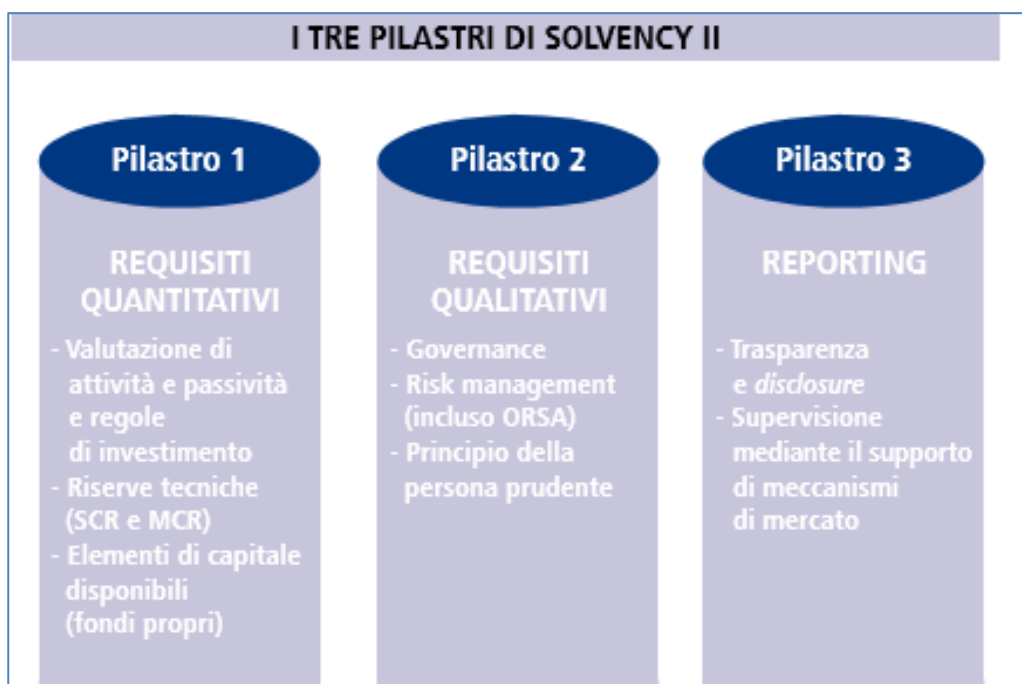 I TRE PILASTRI DI SOLVENCY II
Pilastro 1
REQUISITI
QUANTITATIVI
- Valutazione di
attività e passività
e regole
di investimento
- Riserve tecniche
(SCR e MCR)
- Elementi di capitale
disponibili
(fondi propri)
Pilastro 2
REQUISITI
QUALITATIVI
- Governance
- Risk management
(incluso ORSA)
- Principio della
persona prudente
Pilastro 3
REPORTING
- Trasparenza
e disclosure
- Supervisione
mediante il supporto
di meccanismi
di mercato